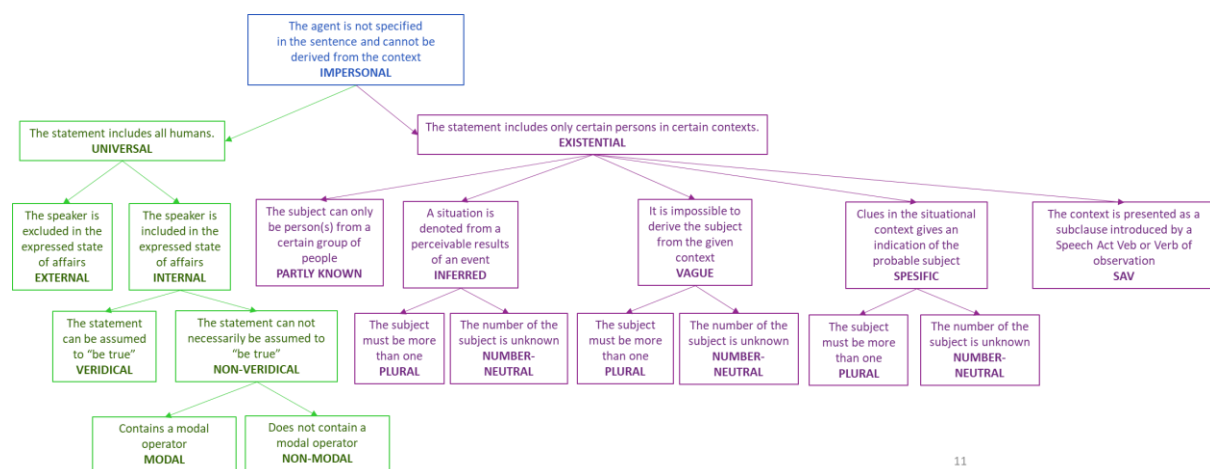 The agent is not specified
in the sentence and cannot be
derived from the context
IMPERSONAL
The statement includes all humans.
UNIVERSAL
The statement includes only certain persons in certain contexts.
EXISTENTIAL
The speaker is
excluded in the
expressed state
of affairs
EXTERNAL
The speaker is
included in the
expressed state
of affairs
INTERNAL
The subject can only
be person(s) from a
certain group of
people
PARTLY KNOWN
A situation is
denoted from a
perceivable results
of an event
INFERRED
It is impossible to
derive the subject
from the given
context
VAGUE
Clues in the situational
context gives an
indication of the
probable subject
SPESIFIC
The context is presented as a
subclause introduced by a
Speech Act Veb or Verb of
observation
SAV
The statement
can be assumed
to “be true”
VERIDICAL
The statement can not
necessarily be assumed
to “be true”
NON-VERIDICAL
The subject
must be more
than one
PLURAL
The number of the
subject is unknown
NUMBER-
NEUTRAL
The subject
must be more
than one
PLURAL
The number of the
subject is unknown
NUMBER-
NEUTRAL
The subject
must be more
than one
PLURAL
The number of the
subject is unknown
NUMBER-
NEUTRAL
Contains a modal
operator
MODAL
Does not contain a
modal operator
NON-MODAL
11